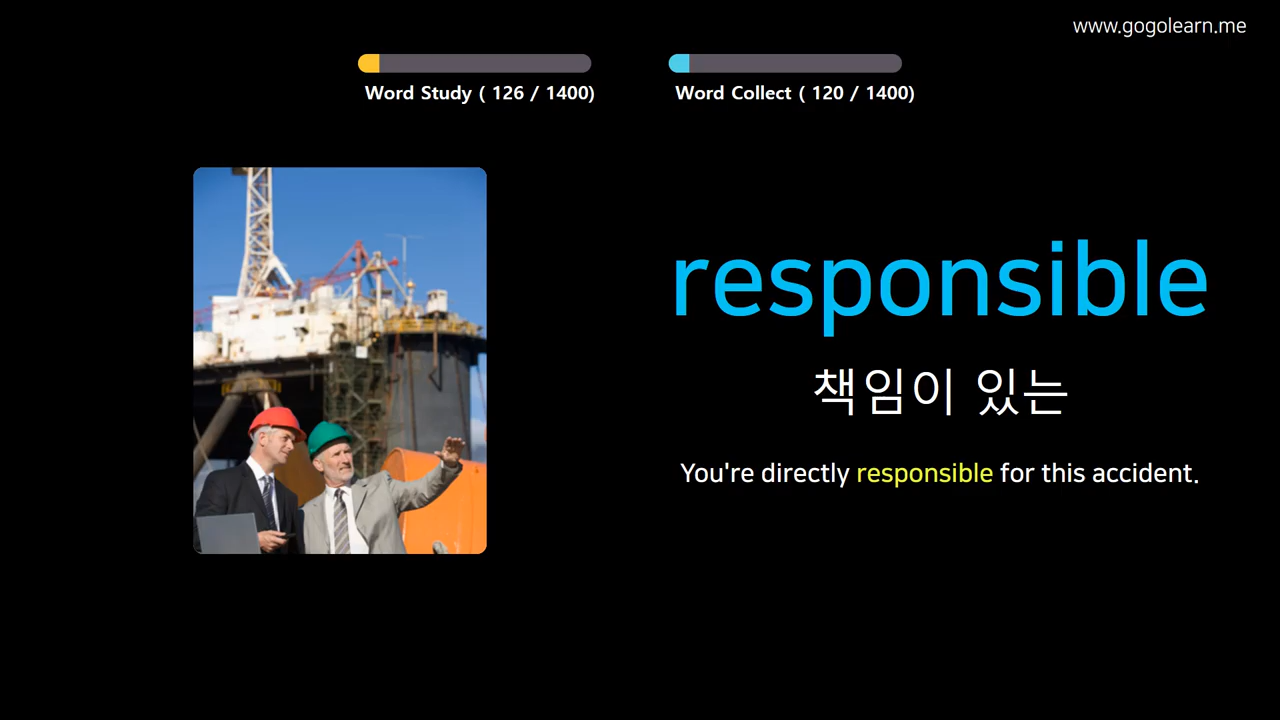 www.gogolearn.me
Word Study ( 126 / 1400)
Word Collect ( 120 / 1400)
responsible
책임이 있는
You're directly responsible for this accident.